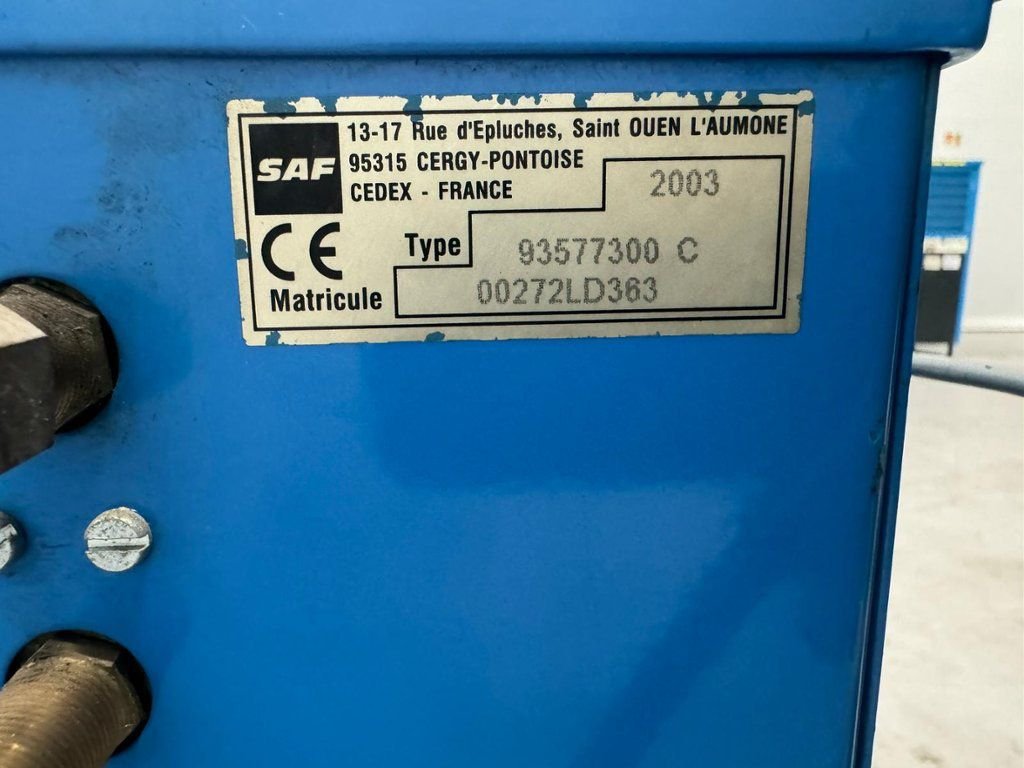 SAF
13-17 Rue d'Epluches, Saint OUEN L'AUMONE
95315 CERGY-PONTOISE
CEDEX - FRANCE
2003
CE
Type 93577300 C
Matricule 00272LD363